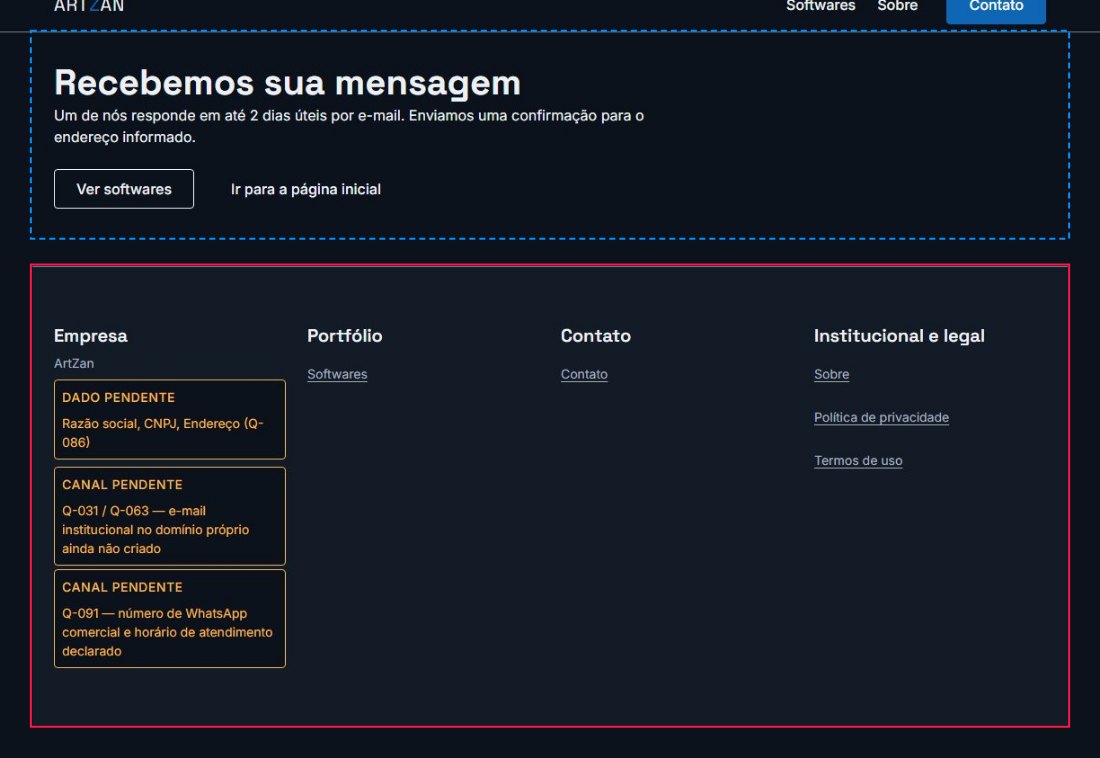 ARTZAN
Softwares
Sobre
Contato
Recebemos sua mensagem
Um de nós responde em até 2 dias úteis por e-mail. Enviamos uma confirmação para o
endereço informado.
Ver softwares
Ir para a página inicial
Empresa
ArtZan
DADO PENDENTE
Razão social, CNPJ, Endereço (Q-
086)
CANAL PENDENTE
Q-031 / Q-063 — e-mail
institucional no domínio próprio
ainda não criado
CANAL PENDENTE
Q-091 — número de WhatsApp
comercial e horário de atendimento
declarado
Portfólio
Softwares
Contato
Contato
Institucional e legal
Sobre
Política de privacidade
Termos de uso